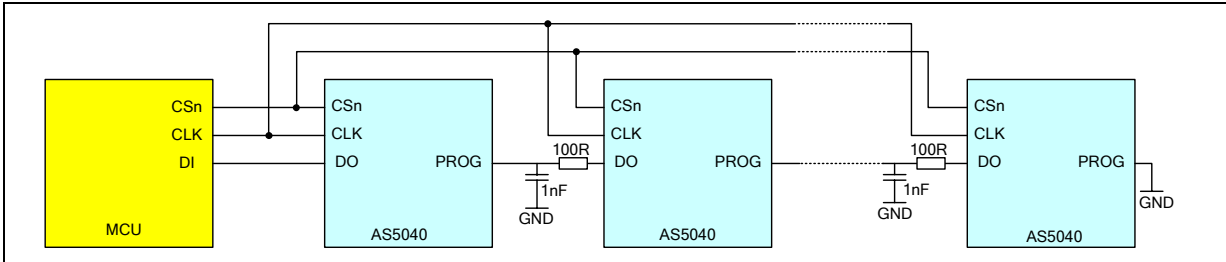 CSn
CLK
DI
MCU
CSn
CLK
DO
PROG
AS5040
100R
1nF
GND
CSn
CLK
DO
PROG
AS5040
100R
1nF
GND
CSn
CLK
DO
PROG
AS5040
GND